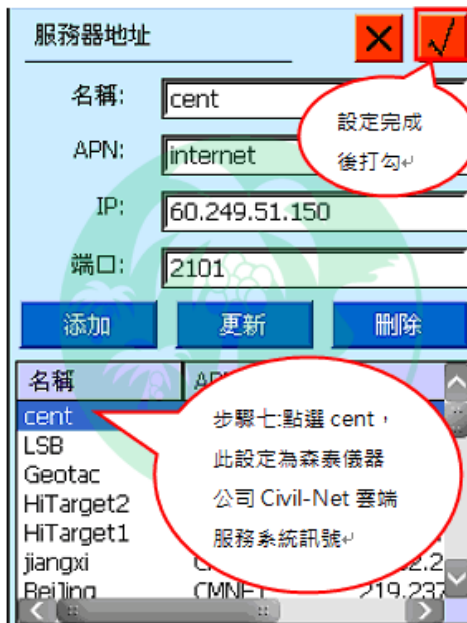 服務器地址
名稱:
cent
設定完成
後打勾
APN:
internet
IP:
60.249.51.150
端口:
2101
添加
更新
刪除
名稱
cent
步驟七:點選 cent，
LSB
此設定為森泰儀器
Geotac
公司 Civil-Net 雲端
HiTarget2
服務系統訊號
HiTarget1
jiangxi
Beijing
CMNET
219.237